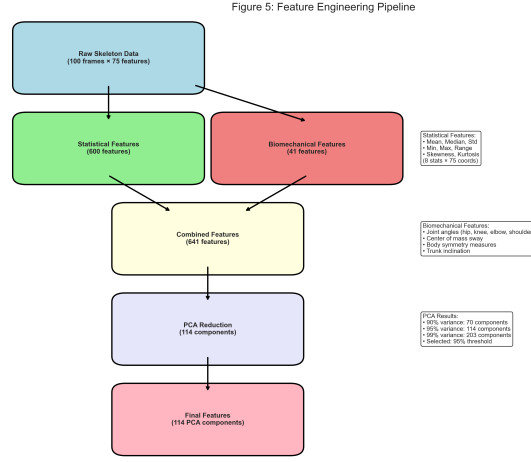 Figure 5: Feature Engineering Pipeline
Raw Skeleton Data
(100 frames × 75 features)
Statistical Features
(600 features)
Biomechanical Features
(41 features)
Statistical Features:
• Mean, Median, Std
• Min, Max, Range
• Skewness, Kurtosis
(8 stats × 75 coords)
Combined Features
(641 features)
Biomechanical Features:
• Joint angles (hip, knee, elbow, shoulde
• Center of mass sway
• Body symmetry measures
• Trunk inclination
PCA Reduction
(114 components)
PCA Results:
• 90% variance: 70 components
• 95% variance: 114 components
• 99% variance: 203 components
• Selected: 95% threshold
Final Features
(114 PCA components)